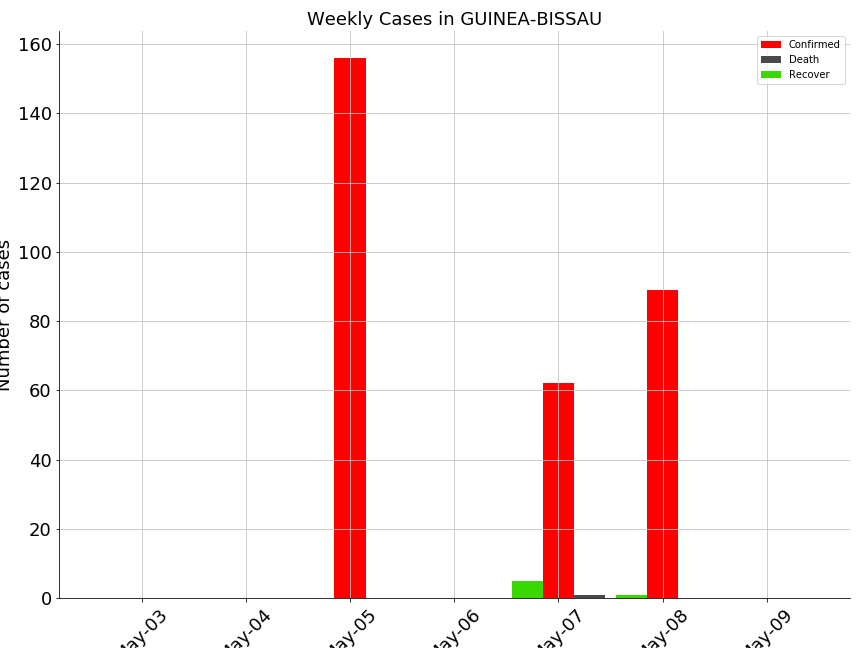 Weekly Cases in GUINEA-BISSAU
Confirmed
Death
Recover
Number of cases
160
140
120
100
80
60
40
20
0
May-03
May-04
May-05
May-06
May-07
May-08
May-09